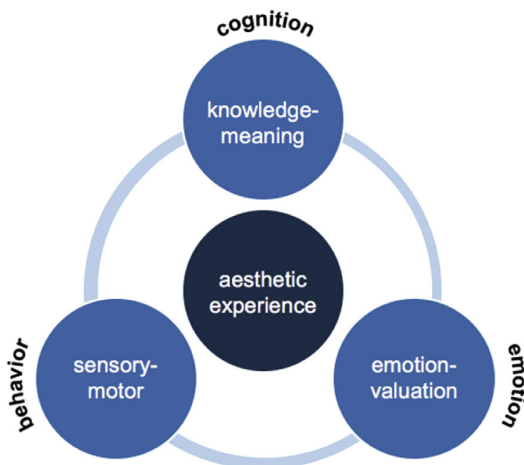 cognition
knowledge-
meaning
aesthetic
experience
behavior
sensory-
motor
emotion-
valuation
emotion